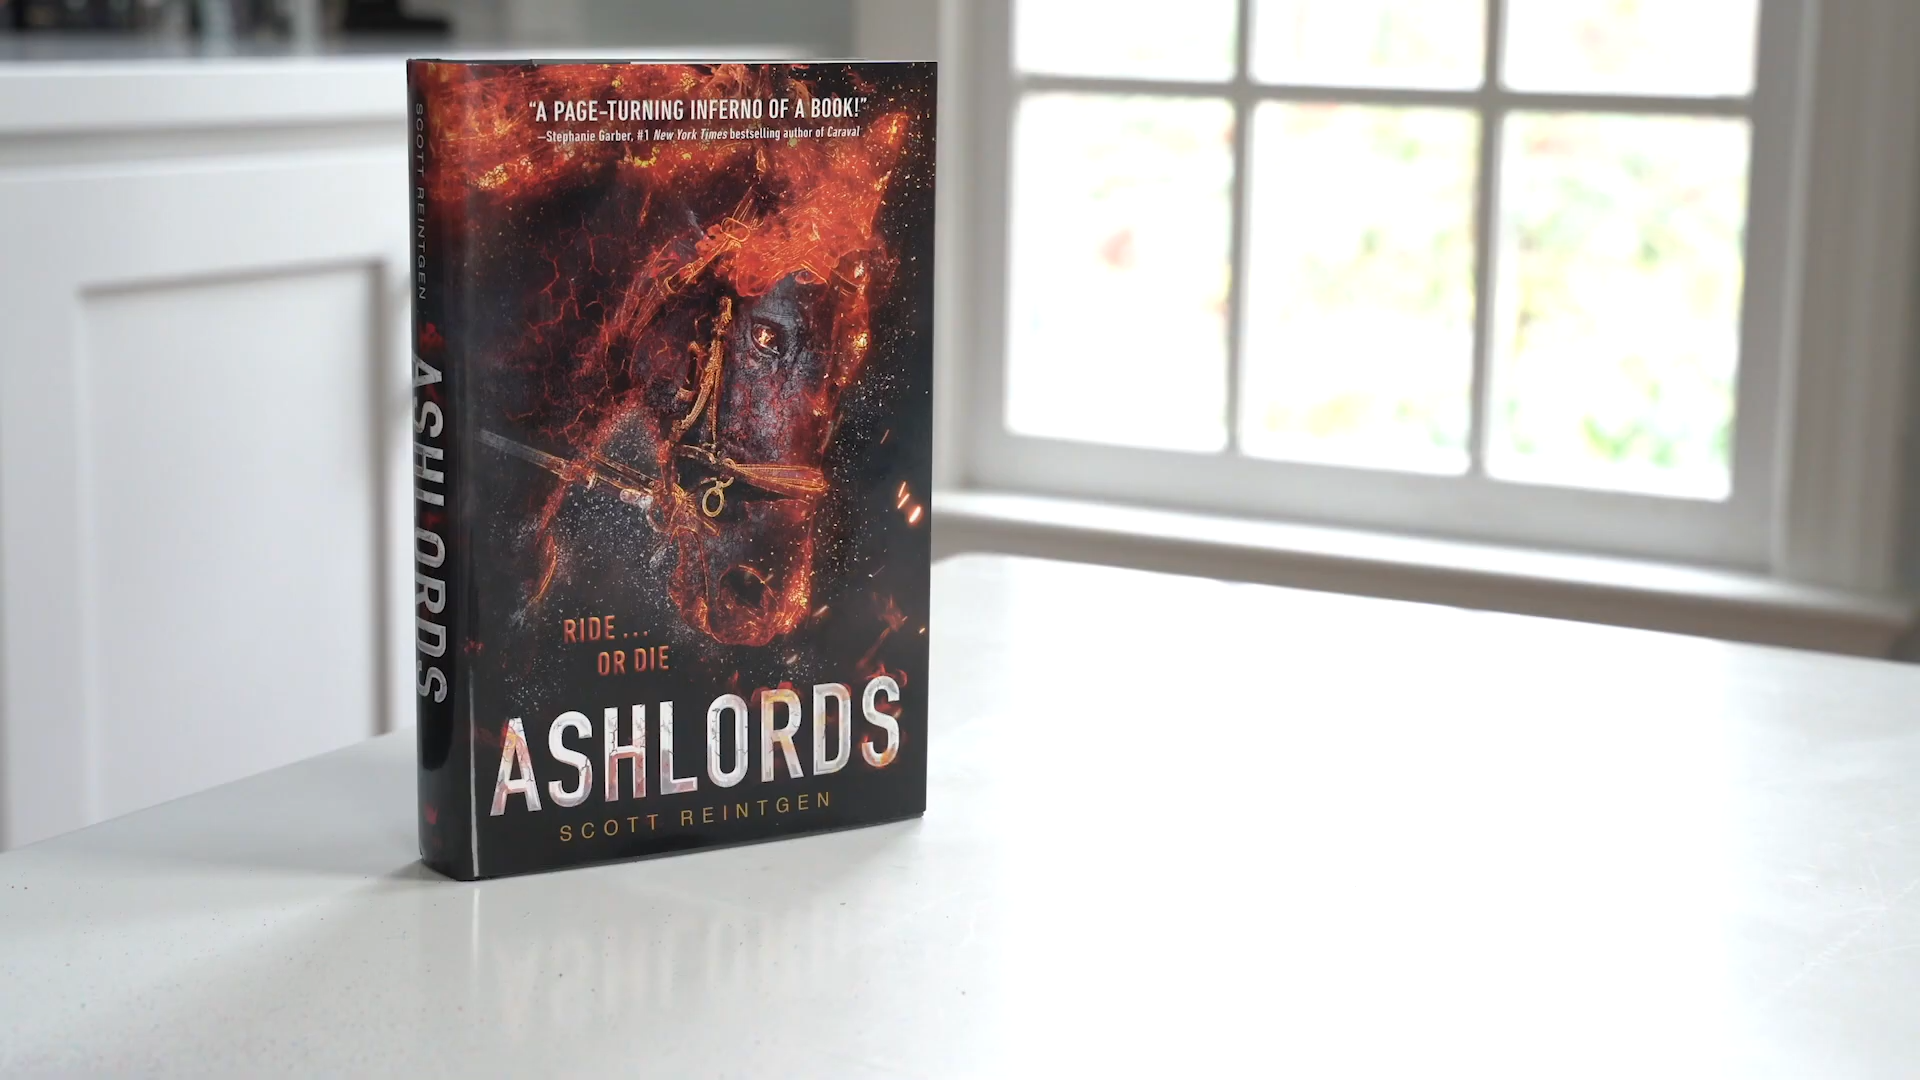 SCOTT REINTGEN
ASHLORDS
“A PAGE-TURNING INFERNO OF A BOOK!”
—Stephanie Garber, #1 New York Times bestselling author of Caraval
RIDE...
OR DIE
ASHLORDS
SCOTT REINTGEN